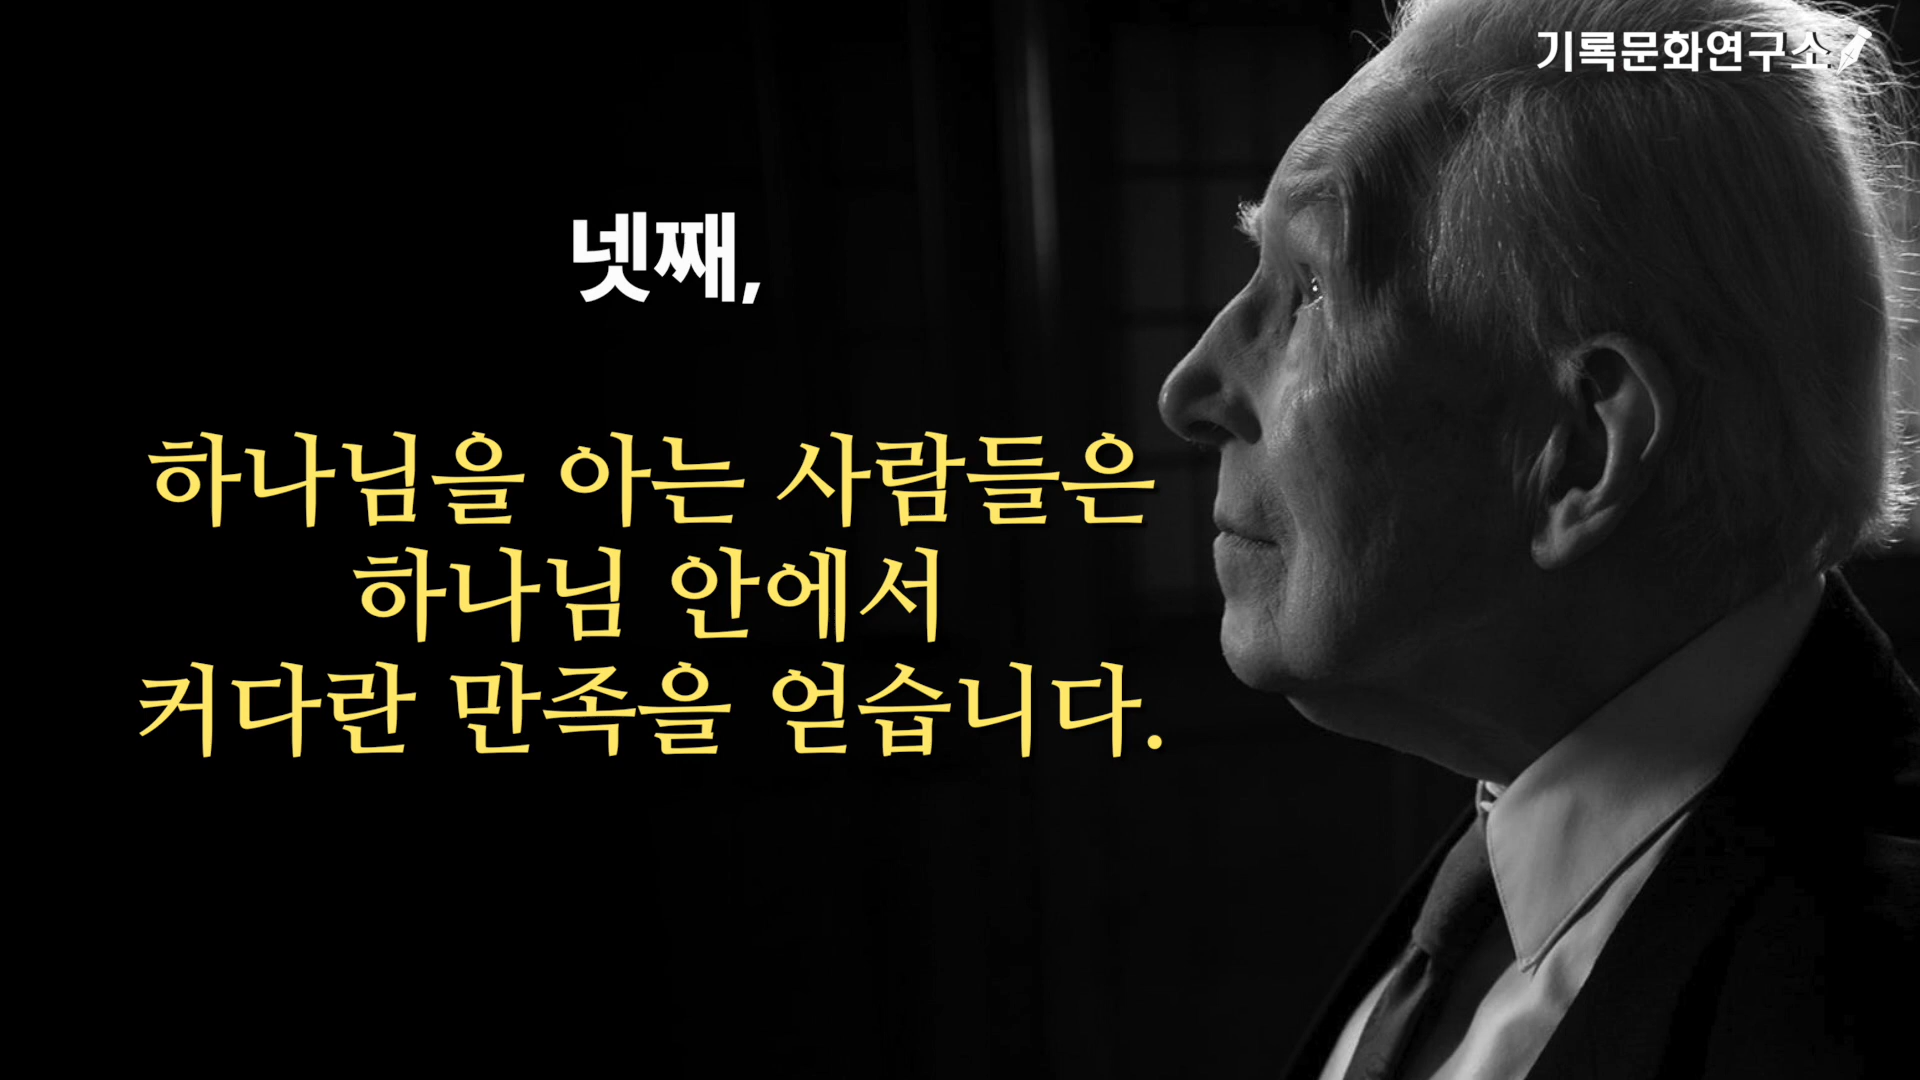 기록문화연구소
넷째,
하나님을 아는 사람들은
하나님 안에서
커다란 만족을 얻습니다.